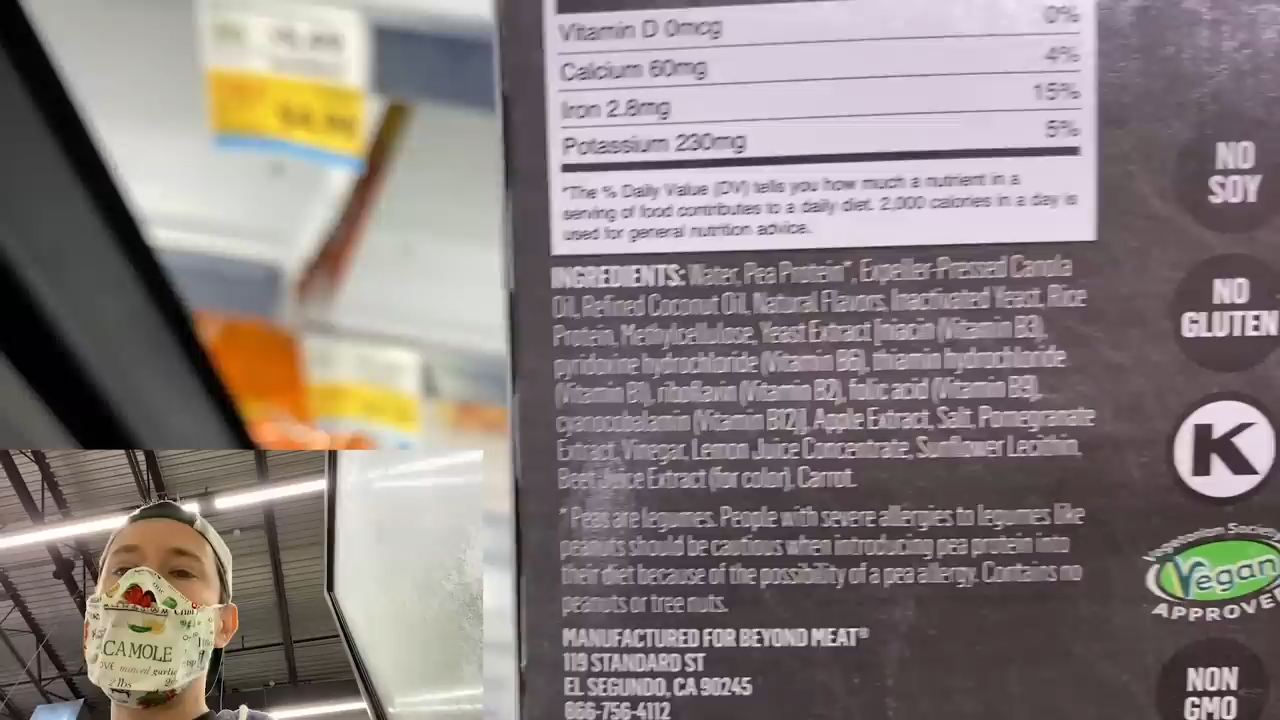 Vitamin D 0mcg 0%
Calcium 60mg 4%
Iron 2.8mg 15%
Potassium 230mg 5%
*The % Daily Value (DV) tells you how much a nutrient in a
serving of food contributes to a daily diet. 2,000 calories in a day is
used for general nutrition advice.
INGREDIENTS: Water, Pea Protein*, Expeller-Pressed Canola
Oil, Refined Coconut Oil, Natural Flavors, Inactivated Yeast, Rice
Protein, Methylcellulose, Yeast Extract [niacin (Vitamin B3),
pyridoxine hydrochloride (Vitamin B6), thiamin hydrochloride
(Vitamin B1), riboflavin (Vitamin B2), folic acid (Vitamin B9),
cyanocobalamin (Vitamin B12)], Apple Extract, Salt, Pomegranate
Extract, Vinegar, Lemon Juice Concentrate, Sunflower Lecithin,
Beet Juice Extract (for color), Carrot.
* Peas are legumes. People with severe allergies to legumes like
peanuts should be cautious when introducing pea protein into
their diet because of the possibility of a pea allergy. Contains no
peanuts or tree nuts.
MANUFACTURED FOR BEYOND MEAT®
119 STANDARD ST
EL SEGUNDO, CA 90245
866-756-4112
NO
SOY
NO
GLUTEN
K
Vegan
APPROVE
NON
GMO
CAMOLE
minced garlic
2 lbs